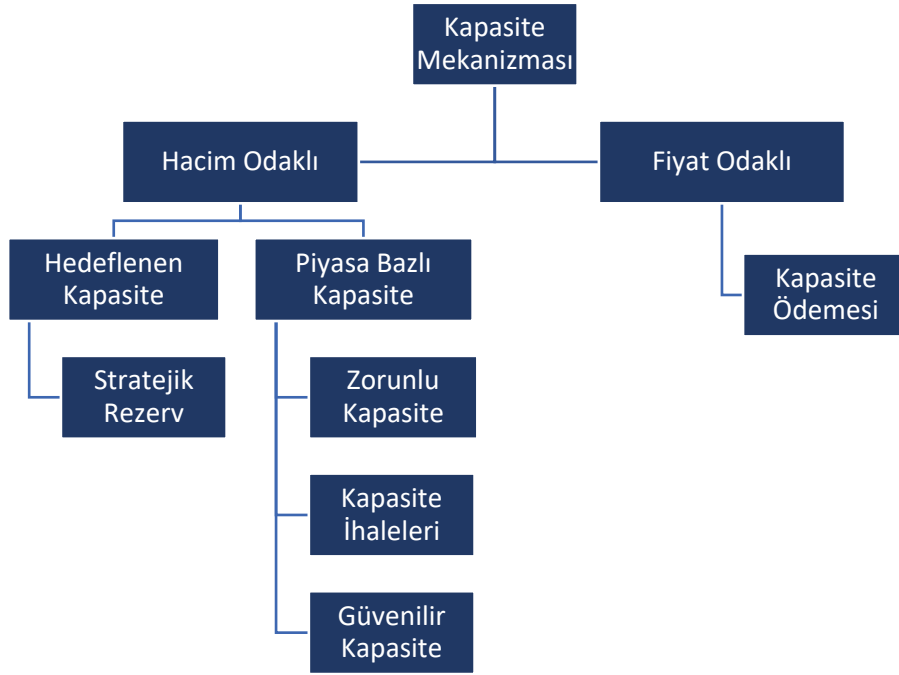 Kapasite
Mekanizması
Hacim Odaklı
Fiyat Odaklı
Hedeflenen
Kapasite
Piyasa Bazlı
Kapasite
Kapasite
Ödemesi
Stratejik
Rezerv
Zorunlu
Kapasite
Kapasite
İhaleleri
Güvenilir
Kapasite